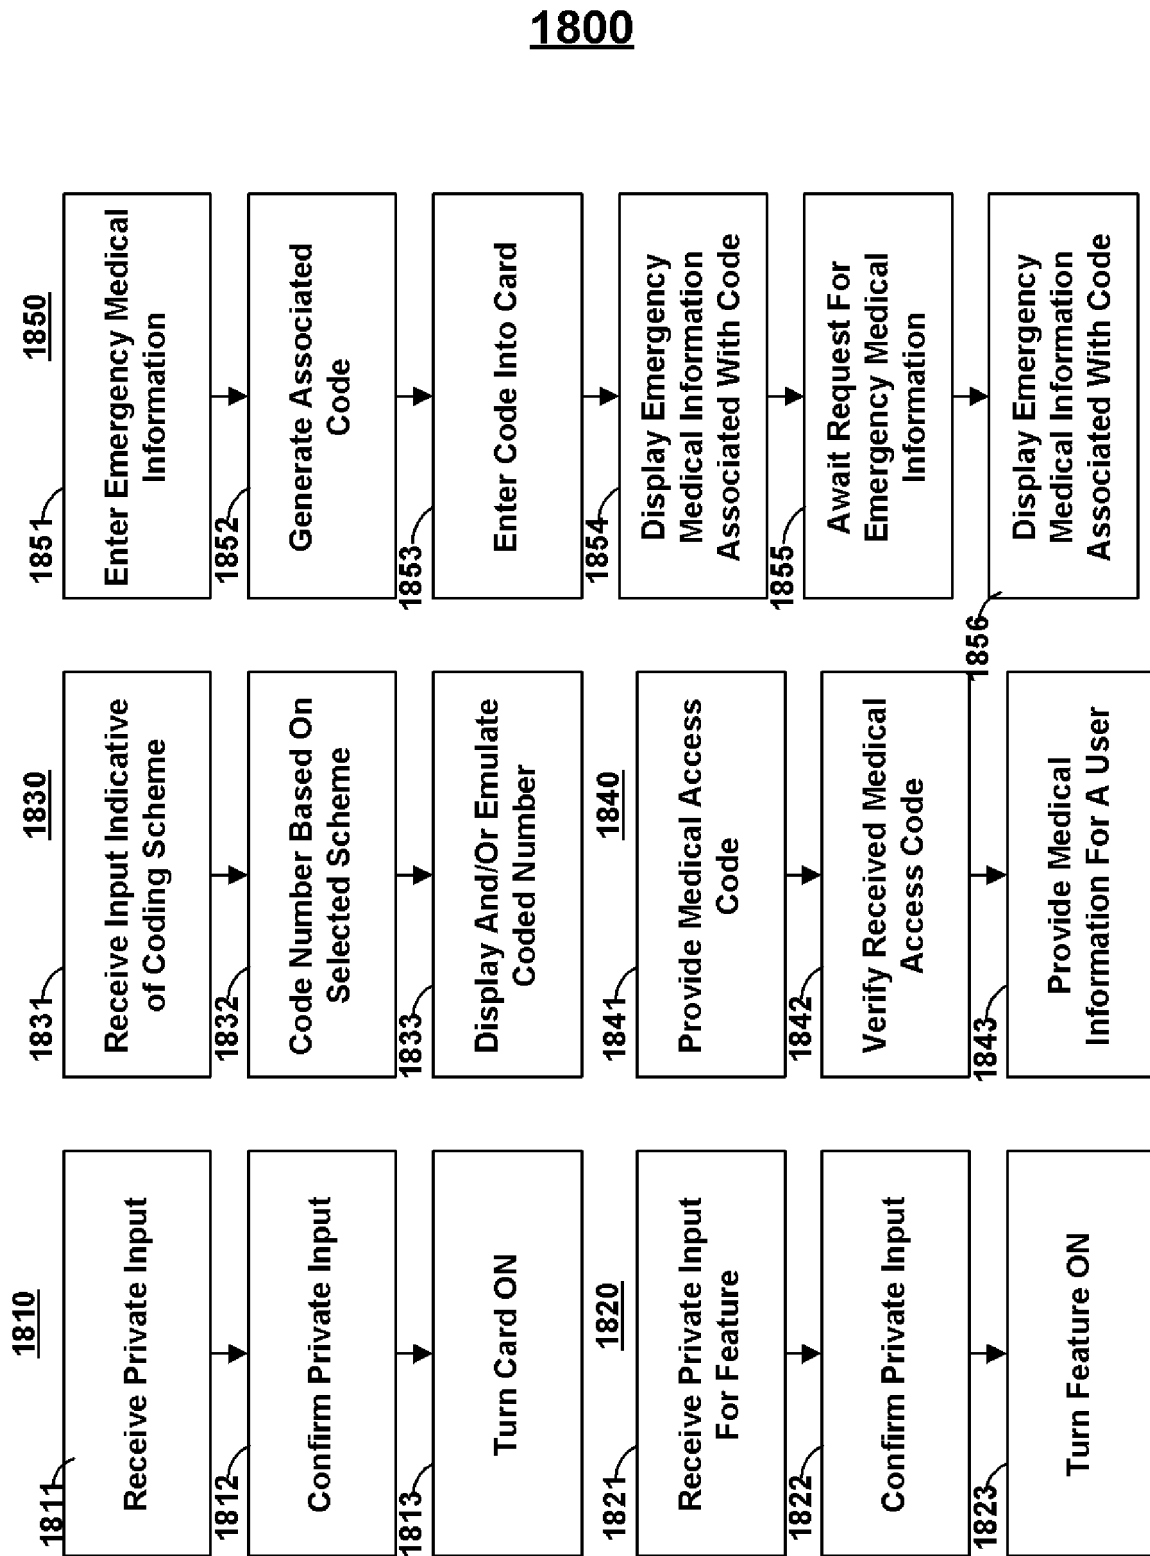 1800
1810
1811
Receive Private Input
1812
Confirm Private Input
1813
Turn Card ON
1820
1821
Receive Private Input
For Feature
1822
Confirm Private Input
1823
Turn Feature ON
1830
1831
Receive Input Indicative
of Coding Scheme
1832
Code Number Based On
Selected Scheme
1833
Display And/Or Emulate
Coded Number
1840
1841
Provide Medical Access
Code
1842
Verify Received Medical
Access Code
1843
Provide Medical
Information For A User
1850
1851
Enter Emergency Medical
Information
1852
Generate Associated
Code
1853
Enter Code Into Card
1854
Display Emergency
Medical Information
Associated With Code
1855
Await Request For
Emergency Medical
Information
1856
Display Emergency
Medical Information
Associated With Code